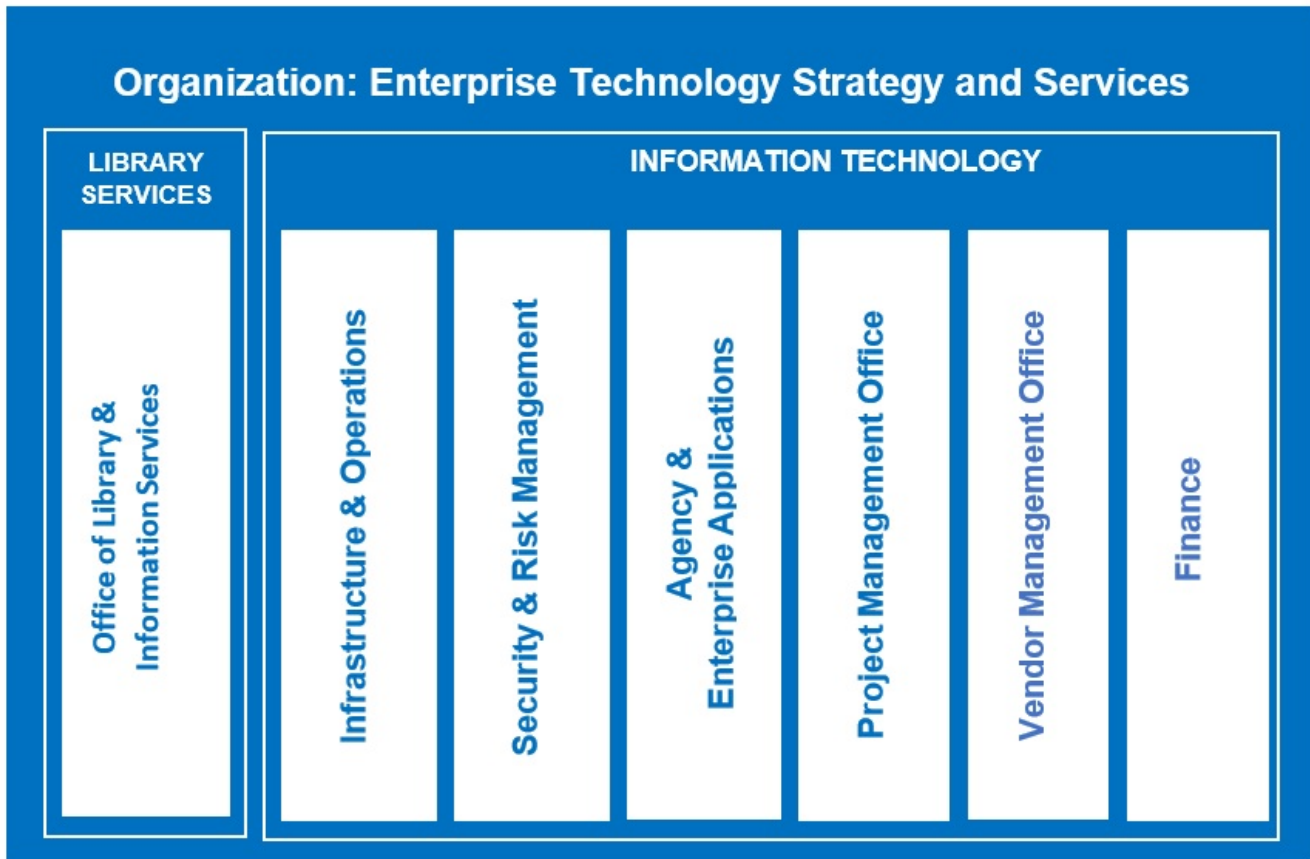 Organization: Enterprise Technology Strategy and Services
LIBRARY
SERVICES
INFORMATION TECHNOLOGY
Office of Library &
Information Services
Infrastructure & Operations
Security & Risk Management
Agency &
Enterprise Applications
Project Management Office
Vendor Management Office
Finance